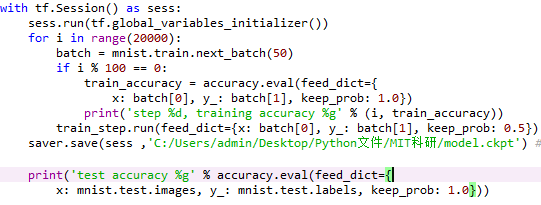 with tf.Session() as sess:
    sess.run(tf.global_variables_initializer())
    for i in range(20000):
        batch = mnist.train.next_batch(50)
        if i % 100 == 0:
            train_accuracy = accuracy.eval(feed_dict={
                x: batch[0], y_: batch[1], keep_prob: 1.0})
            print('step %d, training accuracy %g' % (i, train_accuracy))
        train_step.run(feed_dict={x: batch[0], y_: batch[1], keep_prob: 0.5})
    saver.save(sess ,'C:/Users/admin/Desktop/Python文件/MIT科研/model.ckpt') #
    print('test accuracy %g' % accuracy.eval(feed_dict={
        x: mnist.test.images, y_: mnist.test.labels, keep_prob: 1.0}))